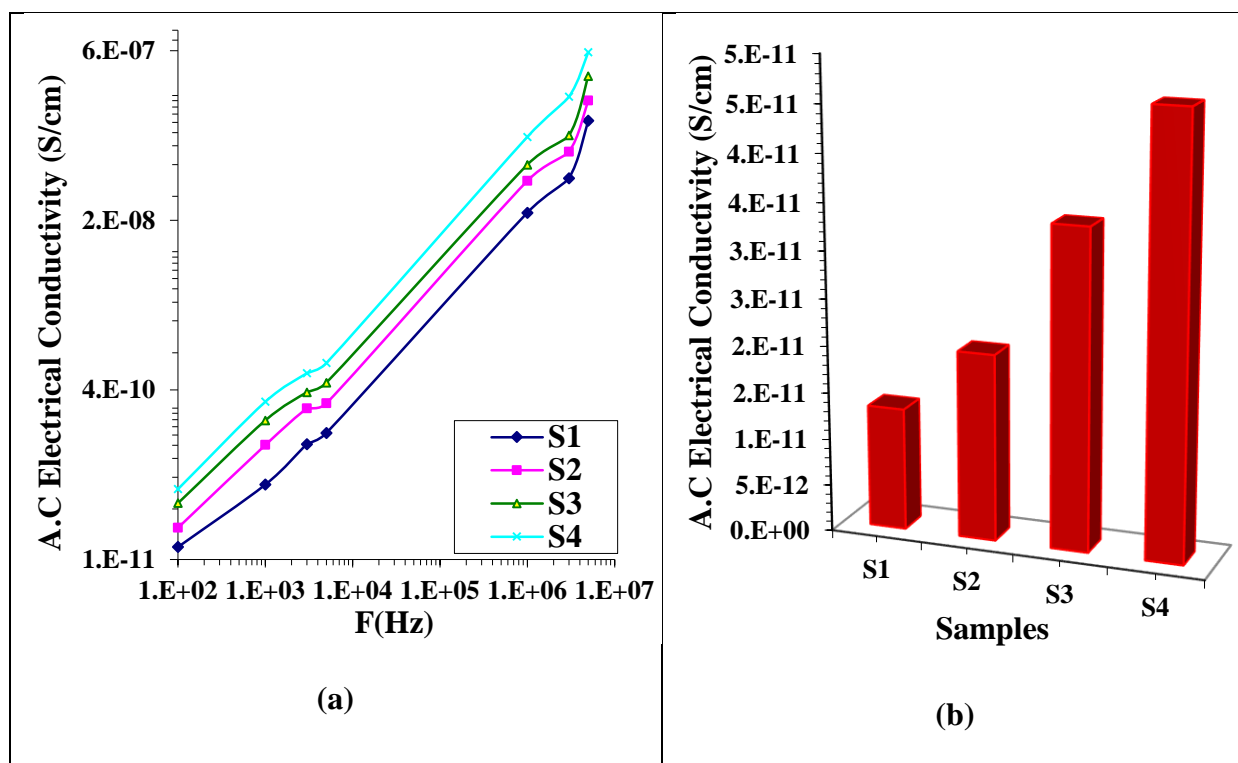 A.C Electrical Conductivity (S/cm)
6.E-07
2.E-08
4.E-10
1.E-11
1.E+02 1.E+03 1.E+04 1.E+05 1.E+06 1.E+07
F(Hz)
S1
S2
S3
S4
(a)
A.C Electrical Conductivity (S/cm)
5.E-11
5.E-11
4.E-11
4.E-11
3.E-11
3.E-11
2.E-11
2.E-11
1.E-11
5.E-12
0.E+00
S1 S2 S3 S4
Samples
(b)